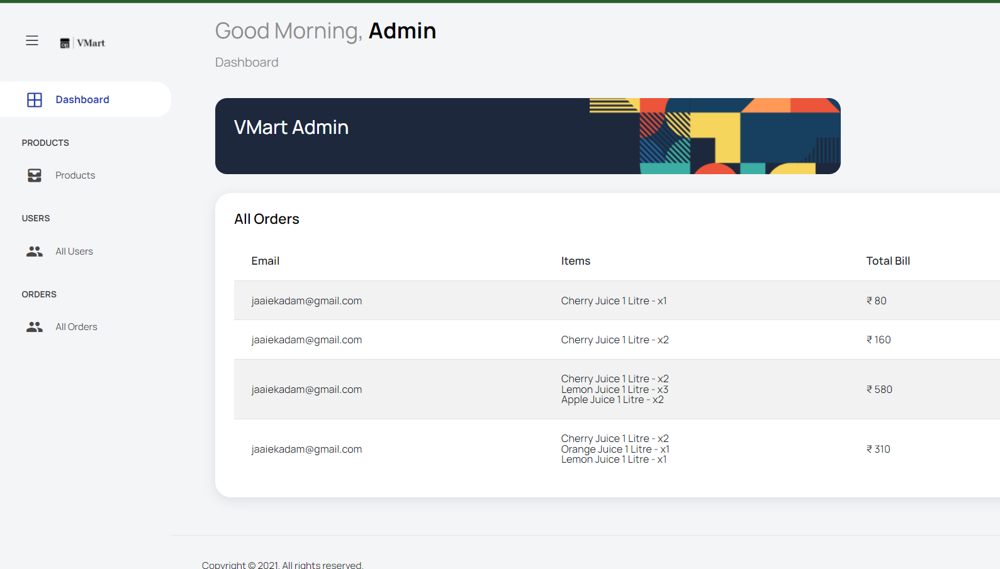 Good Morning, Admin
VMart
Dashboard
Dashboard
VMart Admin
PRODUCTS
Products
USERS
All Users
ORDERS
All Orders
All Orders
Email Items Total Bill
jaaiekadam@gmail.com Cherry Juice 1 Litre - x1 ₹ 80
jaaiekadam@gmail.com Cherry Juice 1 Litre - x2 ₹ 160
Cherry Juice 1 Litre - x2
jaaiekadam@gmail.com Lemon Juice 1 Litre - x3 ₹ 580
Apple Juice 1 Litre - x2
Cherry Juice 1 Litre - x2
jaaiekadam@gmail.com Orange Juice 1 Litre - x1 ₹ 310
Lemon Juice 1 Litre - x1
Copyright © 2021. All rights reserved.